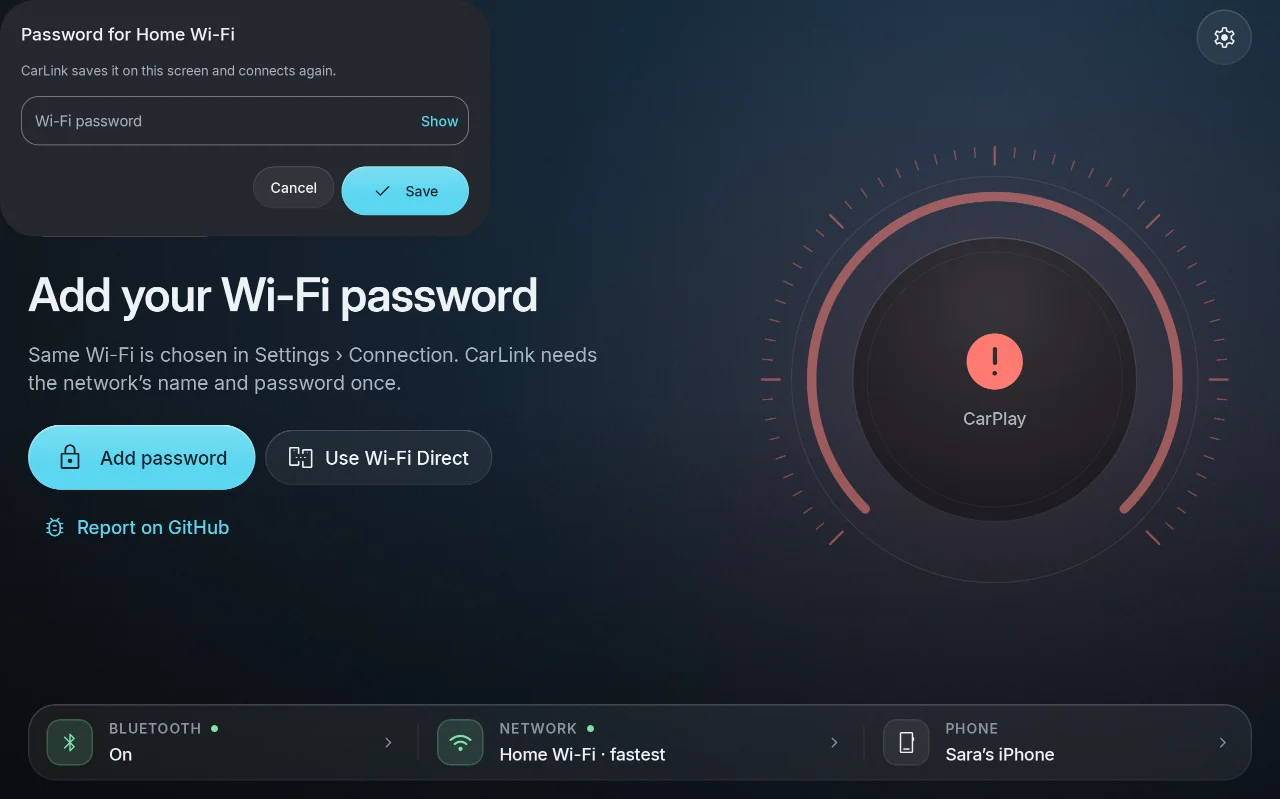 Password for Home Wi-Fi
CarLink saves it on this screen and connects again.
Wi-Fi password
Show
Cancel
Save
Add your Wi-Fi password
Same Wi-Fi is chosen in Settings › Connection. CarLink needs
the network’s name and password once.
Add password
Use Wi-Fi Direct
Report on GitHub
CarPlay
BLUETOOTH
On
NETWORK
Home Wi-Fi · fastest
PHONE
Sara’s iPhone